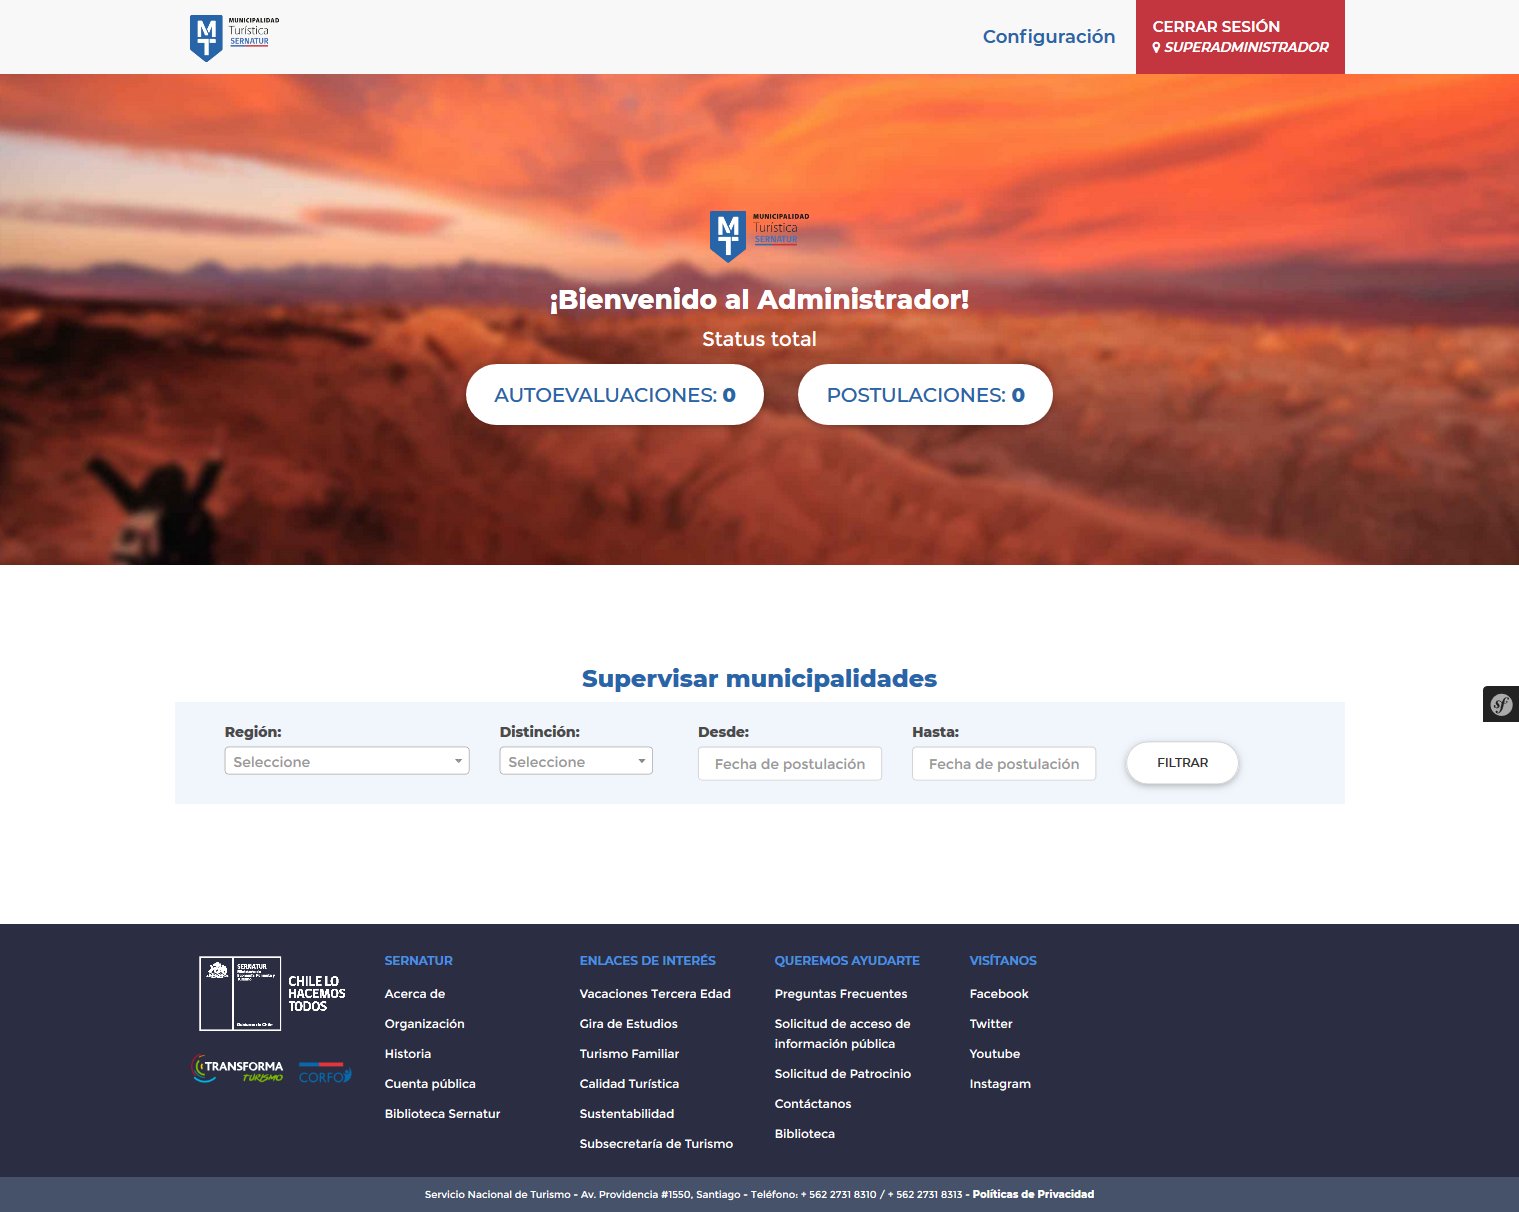 MUNICIPALIDAD
Turística
SERNATUR
Configuración
CERRAR SESIÓN
SUPERADMINISTRADOR
MUNICIPALIDAD
Turística
SERNATUR
¡Bienvenido al Administrador!
Status total
AUTOEVALUACIONES: 0
POSTULACIONES: 0
Supervisar municipalidades
Región:
Distinción:
Desde:
Hasta:
Seleccione
Seleccione
Fecha de postulación
Fecha de postulación
FILTRAR
sf
SERNATUR
CHILE LO
HACEMOS
TODOS
TRANSFORMA
TURISMO
CORFO
SERNATUR
Acerca de
Organización
Historia
Cuenta pública
Biblioteca Sernatur
ENLACES DE INTERÉS
Vacaciones Tercera Edad
Gira de Estudios
Turismo Familiar
Calidad Turística
Sustentabilidad
Subsecretaría de Turismo
QUEREMOS AYUDARTE
Preguntas Frecuentes
Solicitud de acceso de
información pública
Solicitud de Patrocinio
Contáctanos
Biblioteca
VISÍTANOS
Facebook
Twitter
Youtube
Instagram
Servicio Nacional de Turismo - Av. Providencia #1550, Santiago - Teléfono: + 562 2731 8310 / + 562 2731 8313 - Políticas de Privacidad